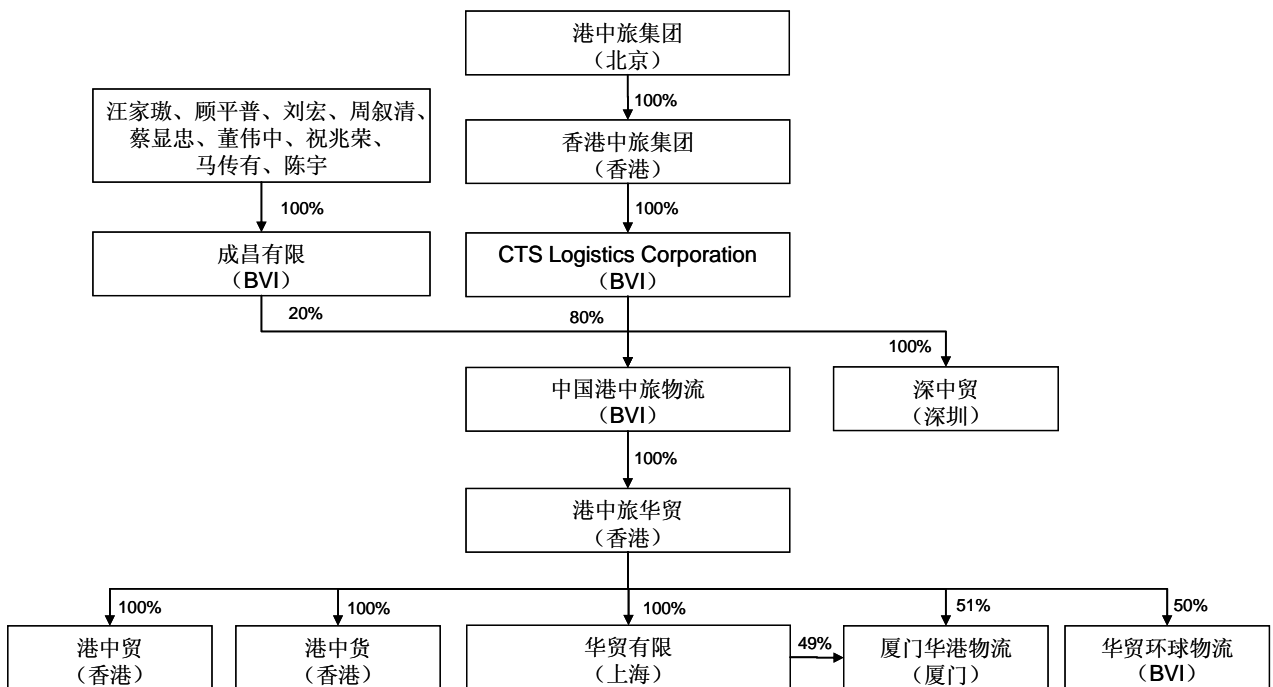 港中旅集团
（北京）
100%
汪家璈、顾平普、刘宏、周叙清、
蔡显忠、董伟中、祝兆荣、
马传有、陈宇
香港中旅集团
（香港）
100%
100%
成昌有限
（BVI）
CTS Logistics Corporation
（BVI）
20%
80%
100%
中国港中旅物流
（BVI）
深中贸
（深圳）
100%
港中旅华贸
（香港）
100%
100%
100%
51%
50%
港中贸
（香港）
港中货
（香港）
华贸有限
（上海）
49%
厦门华港物流
（厦门）
华贸环球物流
（BVI）